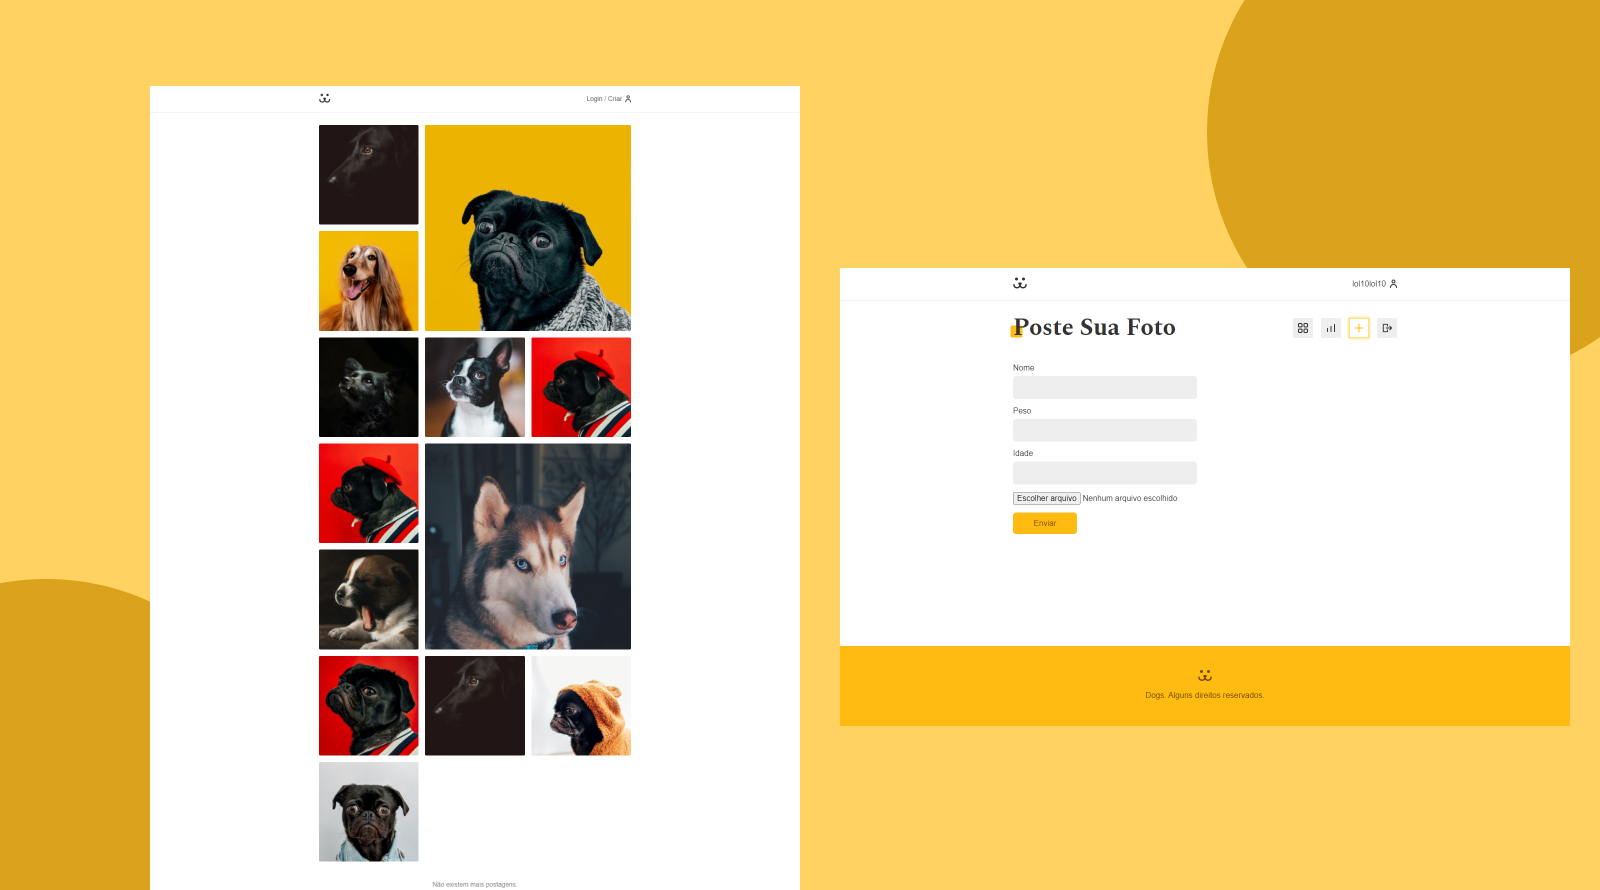 Login / Criar
Não existem mais postagens.
lol10lol10
Poste Sua Foto
Nome
Peso
Idade
Escolher arquivo Nenhum arquivo escolhido
Enviar
Dogs. Alguns direitos reservados.